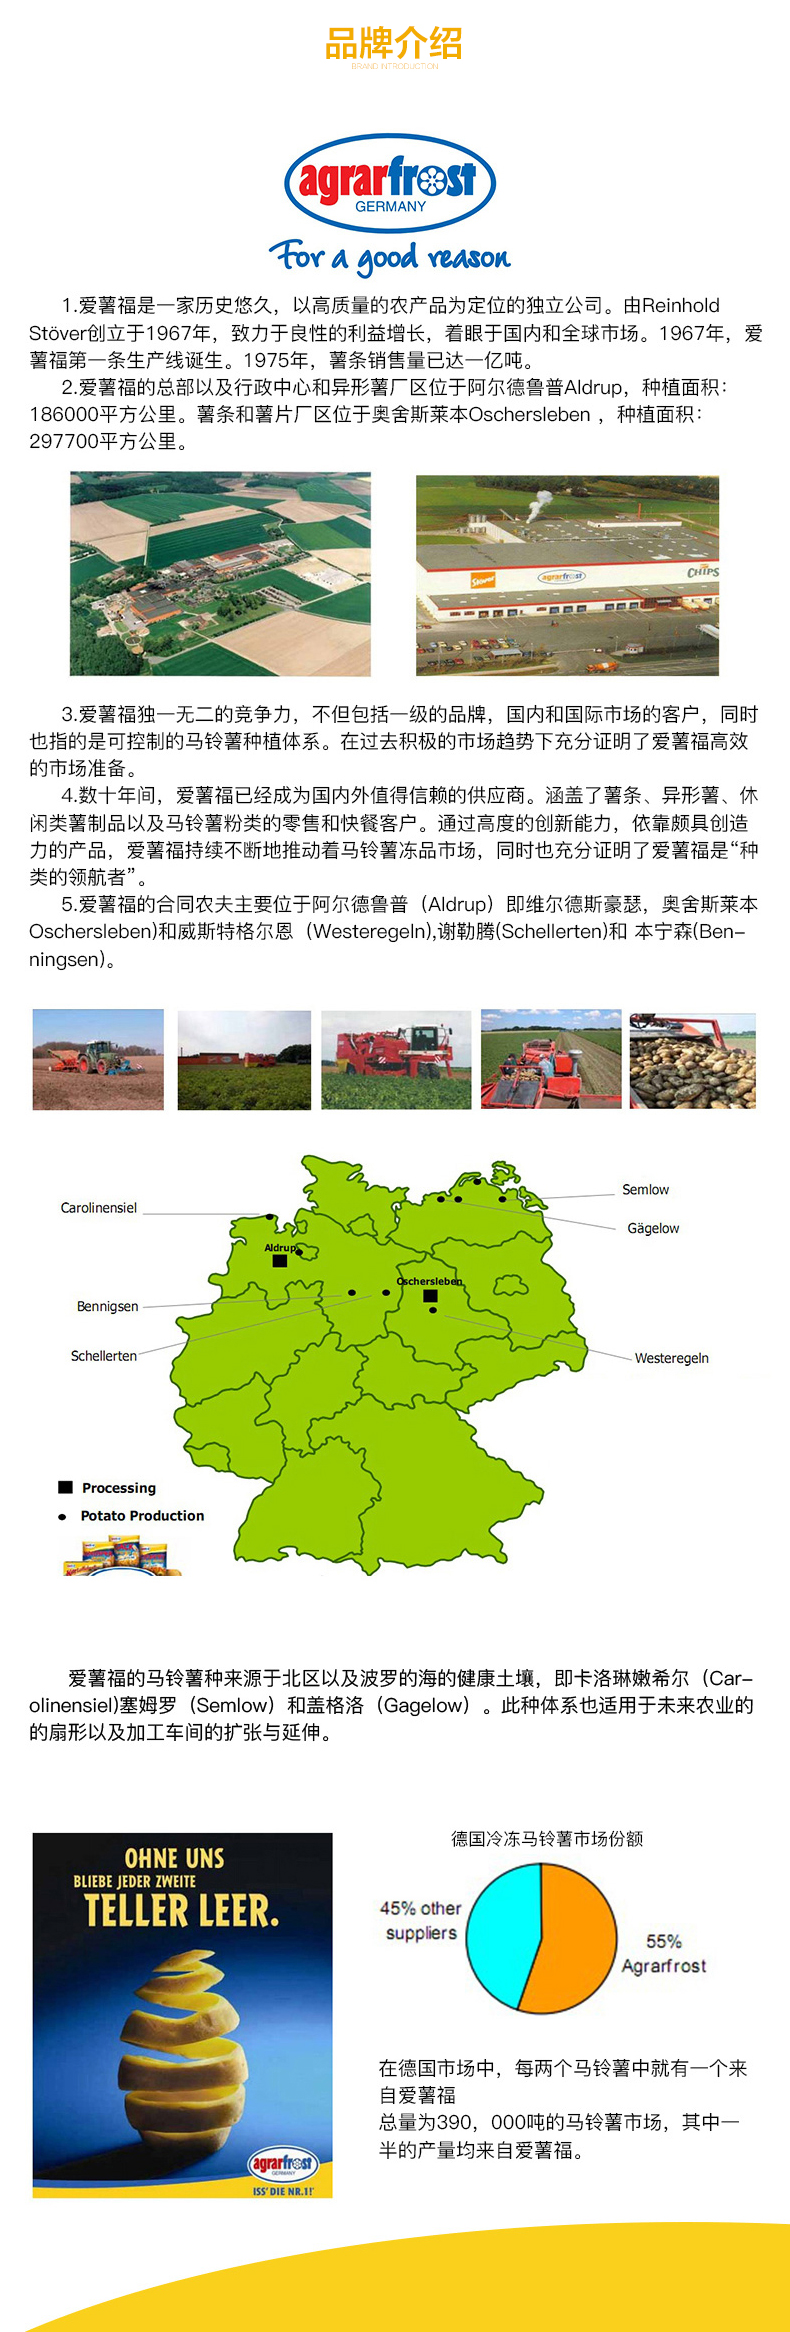 品牌介绍
BRAND INTRODUCTION
agrarfrost
GERMANY
For a good reason
1.爱薯福是一家历史悠久，以高质量的农产品为定位的独立公司。由Reinhold
Stöver创立于1967年，致力于良性的利益增长，着眼于国内和全球市场。1967年，爱
薯福第一条生产线诞生。1975年，薯条销售量已达一亿吨。
2.爱薯福的总部以及行政中心和异形薯厂区位于阿尔德鲁普Aldrup，种植面积：
186000平方公里。薯条和薯片厂区位于奥舍斯莱本Oschersleben ，种植面积：
297700平方公里。
Stöver
agrarfrost
CHIPS
3.爱薯福独一无二的竞争力，不但包括一级的品牌，国内和国际市场的客户，同时
也指的是可控制的马铃薯种植体系。在过去积极的市场趋势下充分证明了爱薯福高效
的市场准备。
4.数十年间，爱薯福已经成为国内外值得信赖的供应商。涵盖了薯条、异形薯、休
闲类薯制品以及马铃薯粉类的零售和快餐客户。通过高度的创新能力，依靠颇具创造
力的产品，爱薯福持续不断地推动着马铃薯冻品市场，同时也充分证明了爱薯福是“种
类的领航者”。
5.爱薯福的合同农夫主要位于阿尔德鲁普（Aldrup）即维尔德斯豪瑟，奥舍斯莱本
Oschersleben)和威斯特格尔恩（Westeregeln),谢勒腾(Schellerten)和 本宁森(Ben-
ningsen)。
Semlow
Carolinensiel
Gägelow
Aldrup
Oschersleben
Bennigsen
Schellerten
Westeregeln
Processing
Potato Production
爱薯福的马铃薯种来源于北区以及波罗的海的健康土壤，即卡洛琳嫩希尔（Car-
olinensiel)塞姆罗（Semlow）和盖格洛（Gagelow）。此种体系也适用于未来农业的
的扇形以及加工车间的扩张与延伸。
OHNE UNS
BLIEBE JEDER ZWEITE
TELLER LEER.
agrarfrost
GERMANY
ISS' DIE NR.1!'
德国冷冻马铃薯市场份额
45% other
suppliers
55%
Agrarfrost
在德国市场中，每两个马铃薯中就有一个来
自爱薯福
总量为390，000吨的马铃薯市场，其中一
半的产量均来自爱薯福。